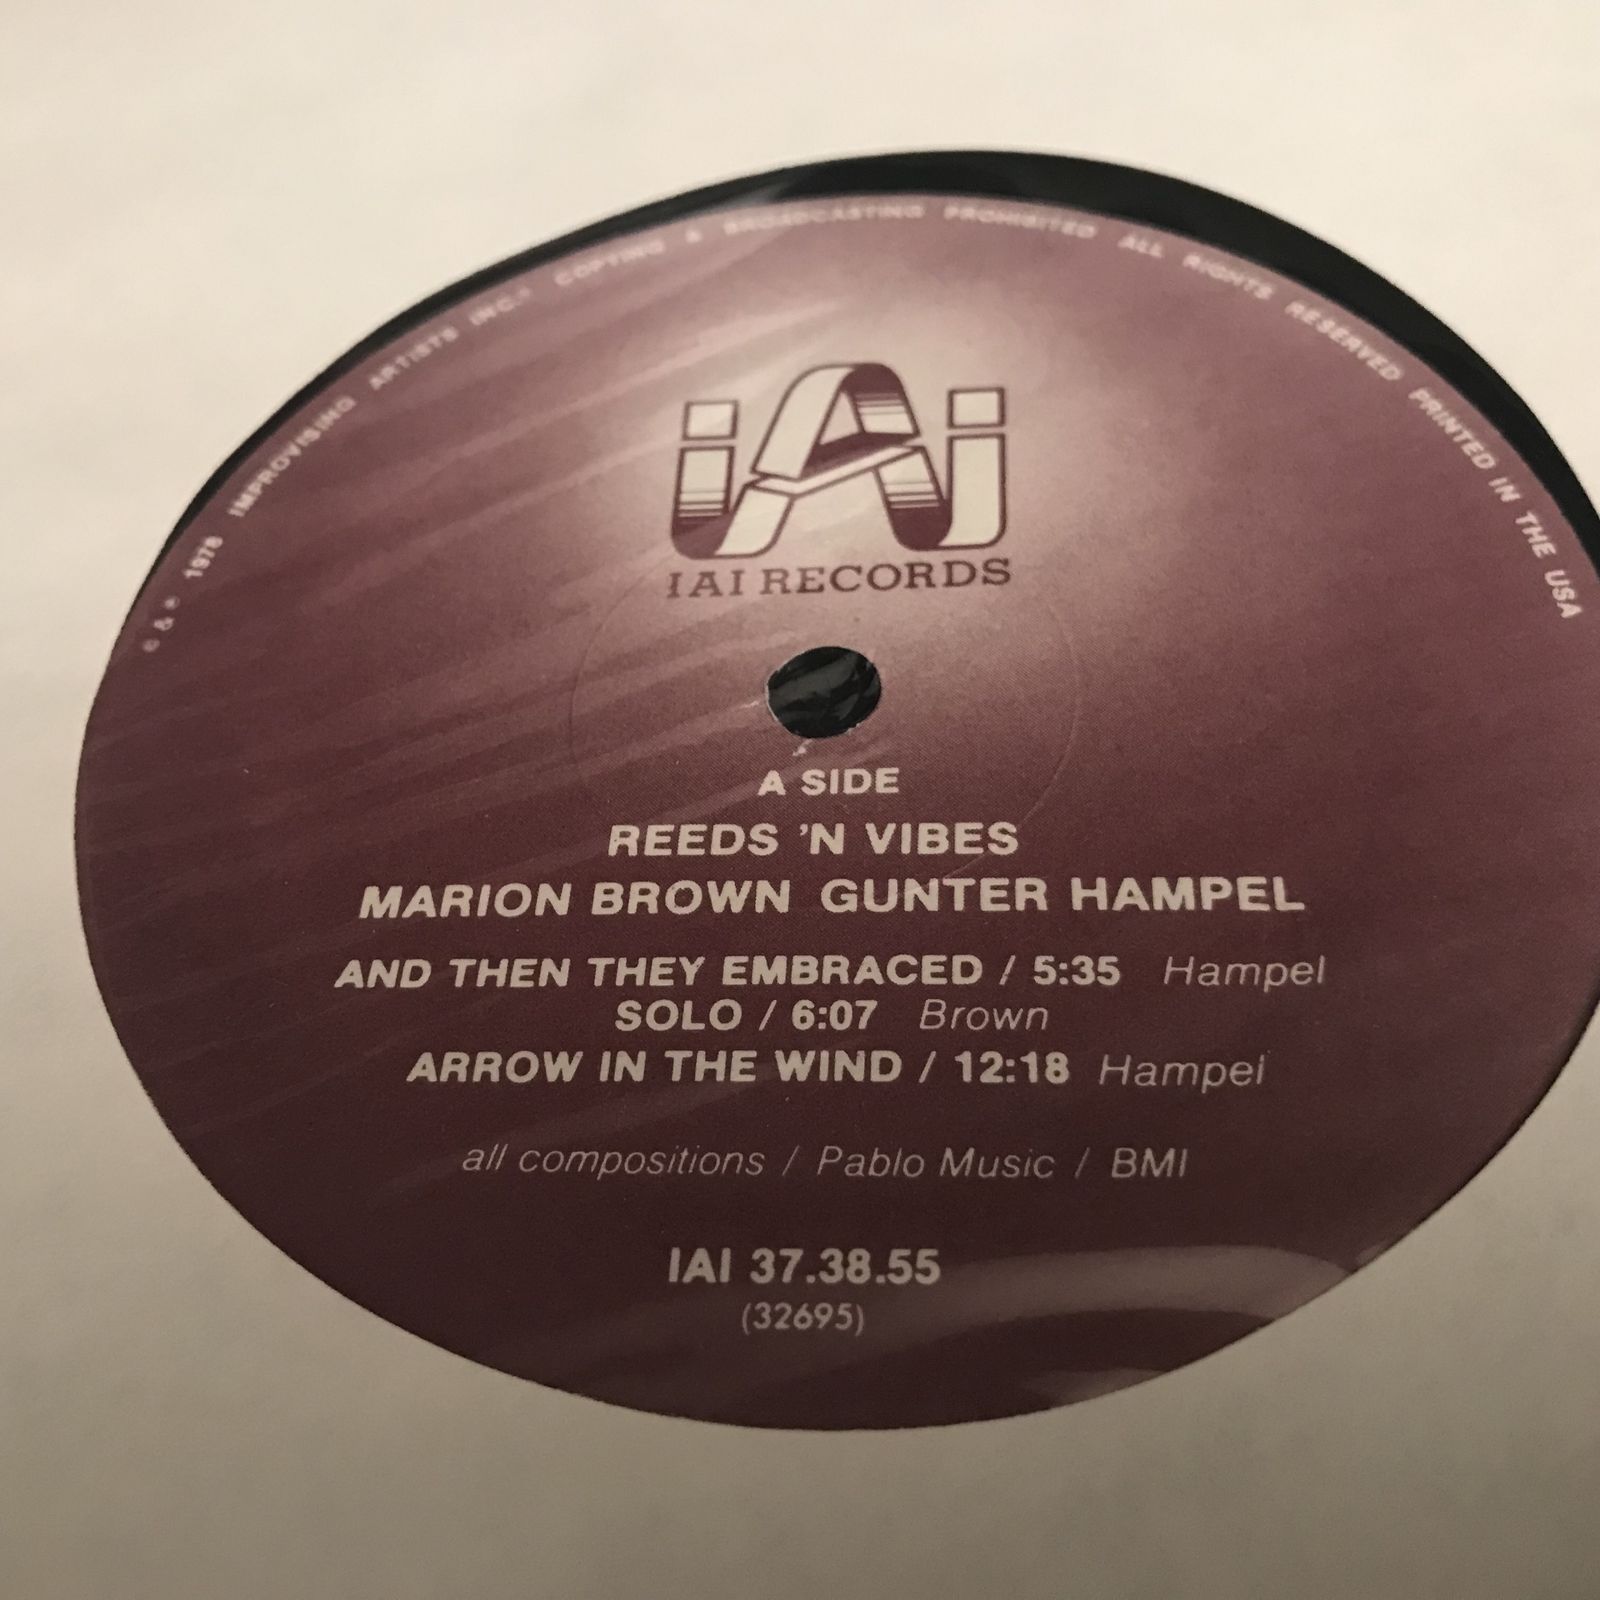 © & ℗ 1978 IMPROVISING ARTISTS INC.® COPYING & BROADCASTING PROHIBITED ALL RIGHTS RESERVED PRINTED IN THE USA
iAi
IAI RECORDS
A SIDE
REEDS 'N VIBES
MARION BROWN GUNTER HAMPEL
AND THEN THEY EMBRACED / 5:35 Hampel
SOLO / 6:07 Brown
ARROW IN THE WIND / 12:18 Hampel
all compositions / Pablo Music / BMI
IAI 37.38.55
(32695)